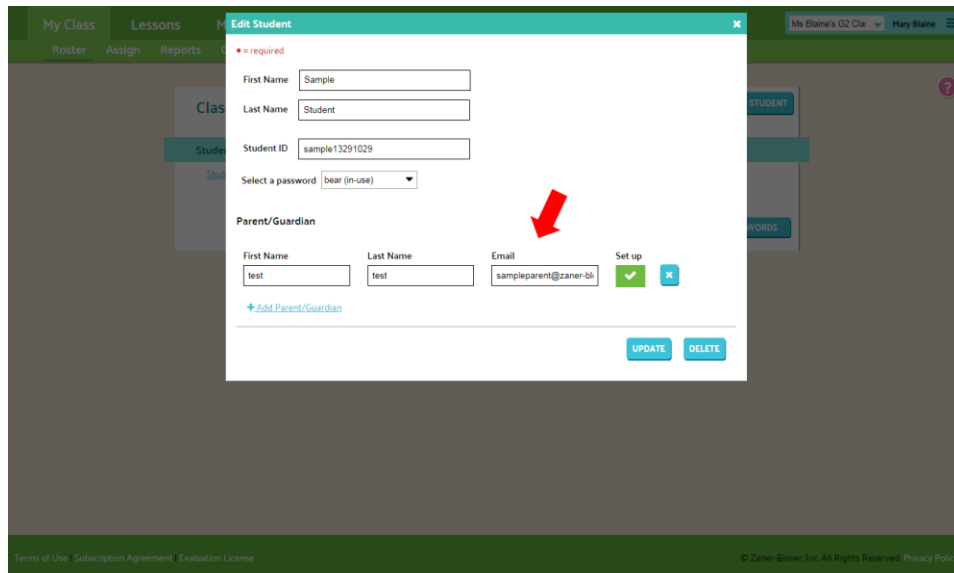 My Class Lessons M Edit Student Ms Blaine's G2 Cla: Mary Blaine
Roster Assign Reports
= required
First Name Sample
Clas Last Name Student STUDENT
Stude Student ID sample13291029
Stud Select a password bear (in-use)
Parent/Guardian WORDS
First Name Last Name Email Set up
test test sampleparent@zaner-bl
+ Add Parent/Guardian
UPDATE DELETE
Terms of Use | Subscription Agreement | Evaluation License © Zaner-Bloser, Inc. All Rights Reserved. Privacy Polic